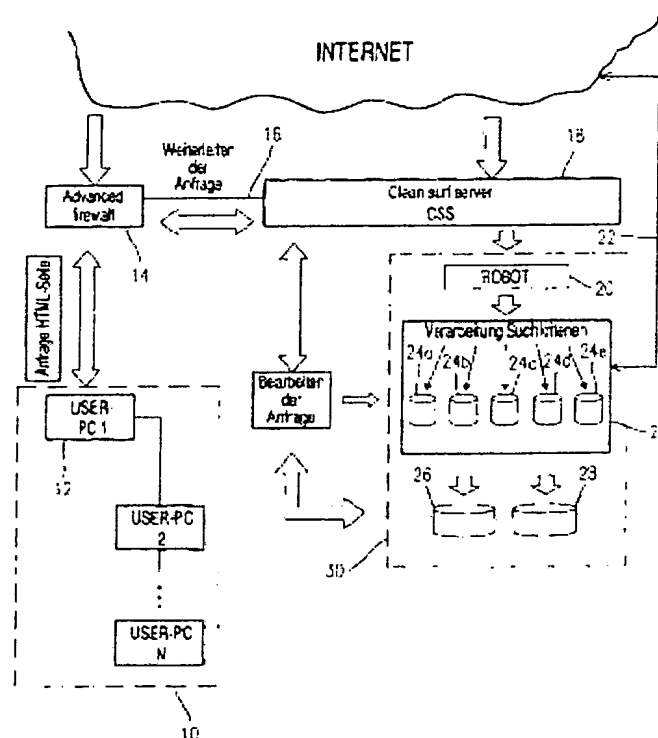 INTERNET
16
18
Weiterleiten
der
Anfrage
Advanced
firewall
Clean surf server
CSS
14
22
Anfrage HTML-Seite
ROBOT
20
Verarbeitung Suchkriterien
24a
24b
24c
24d
24e
Bearbeiten
der
Anfrage
USER-
PC 1
12
26
28
USER-PC
2
30
USER-PC
N
10